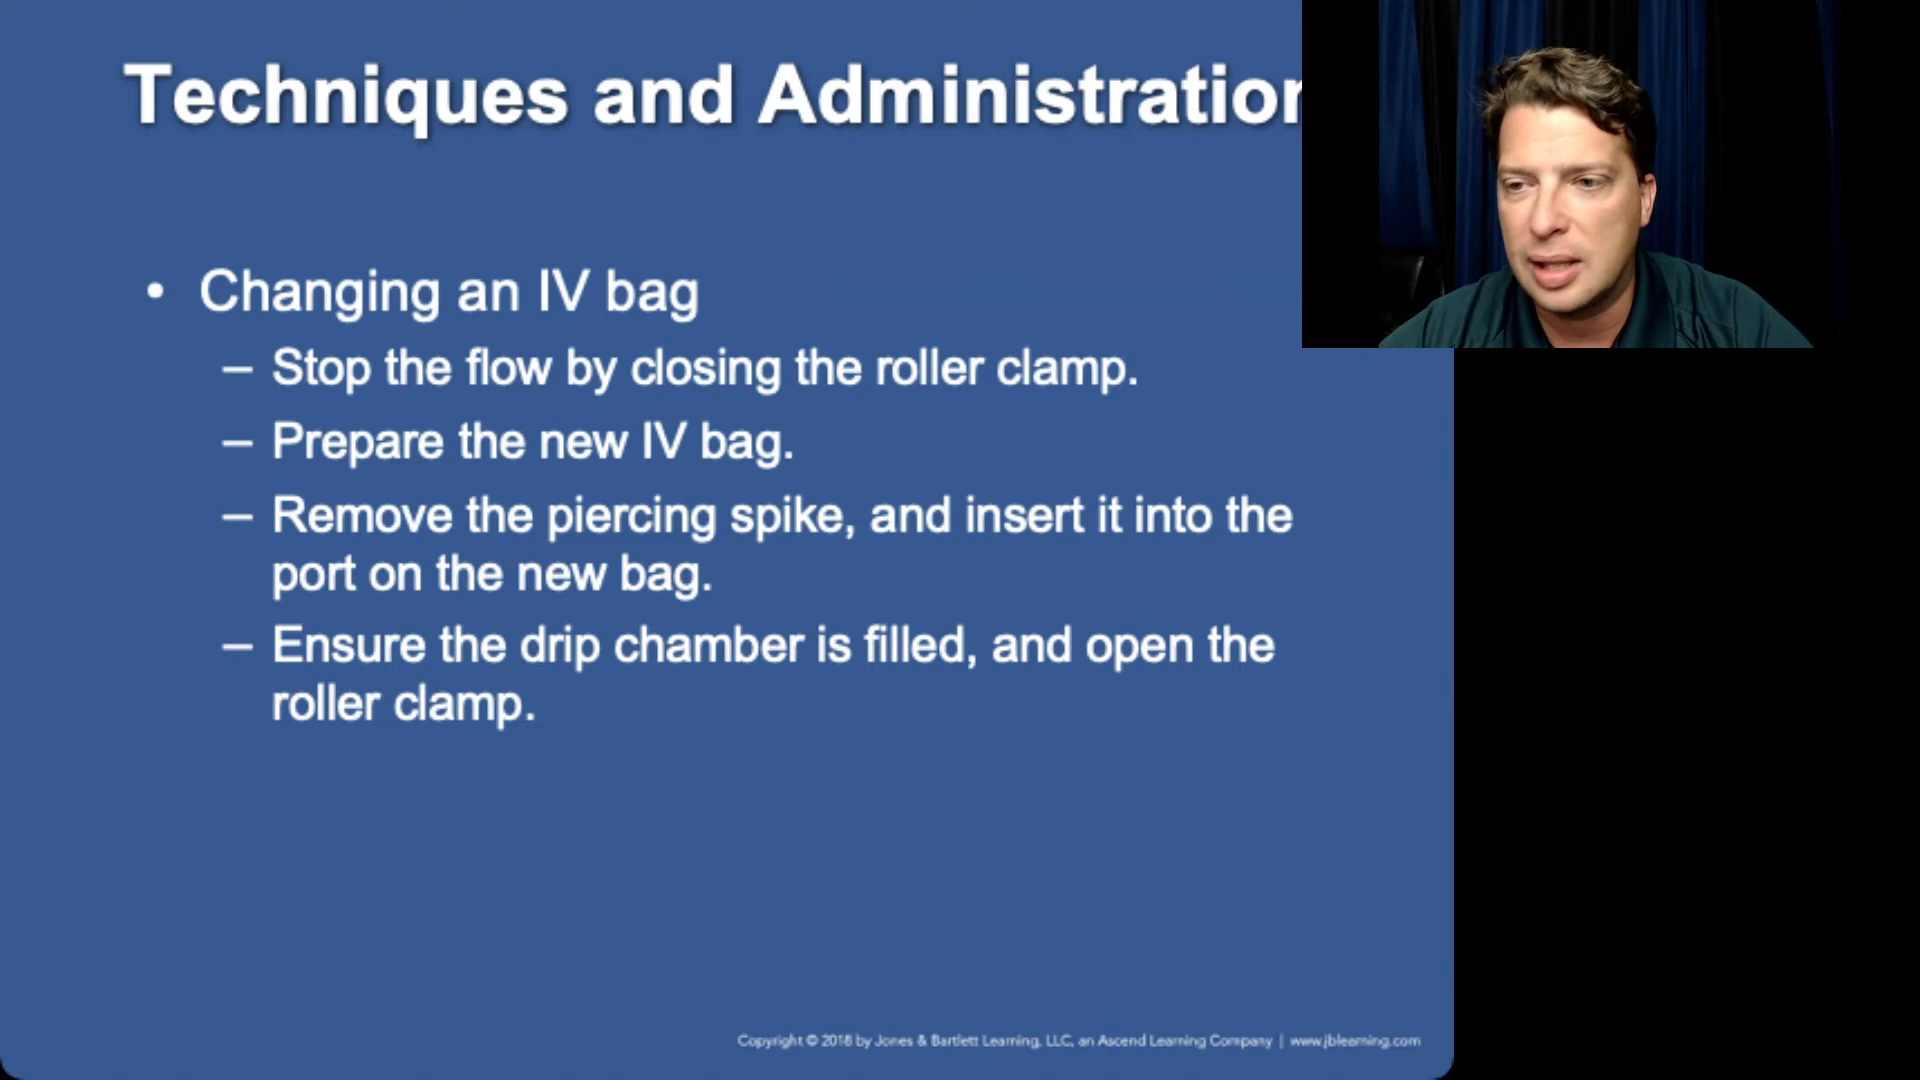 Techniques and Administration
• Changing an IV bag
– Stop the flow by closing the roller clamp.
– Prepare the new IV bag.
– Remove the piercing spike, and insert it into the
port on the new bag.
– Ensure the drip chamber is filled, and open the
roller clamp.
Copyright © 2018 by Jones & Bartlett Learning, LLC, an Ascend Learning Company | www.jblearning.com